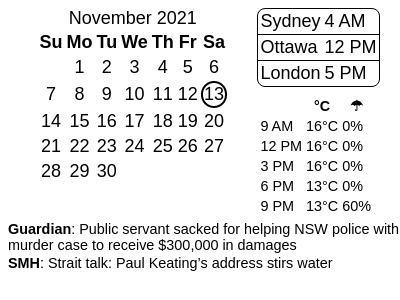 November 2021
Su Mo Tu We Th Fr Sa
1 2 3 4 5 6
7 8 9 10 11 12 13
14 15 16 17 18 19 20
21 22 23 24 25 26 27
28 29 30
Sydney 4 AM
Ottawa 12 PM
London 5 PM
°C ☂
9 AM 16°C 0%
12 PM 16°C 0%
3 PM 16°C 0%
6 PM 13°C 0%
9 PM 13°C 60%
Guardian: Public servant sacked for helping NSW police with
murder case to receive $300,000 in damages
SMH: Strait talk: Paul Keating's address stirs water